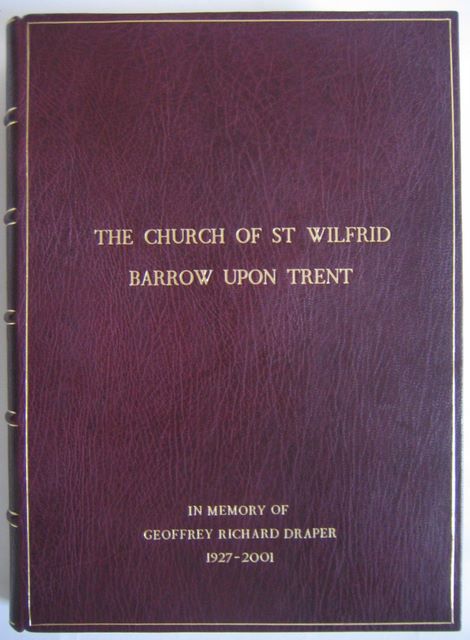 THE CHURCH OF ST WILFRID
BARROW UPON TRENT
IN MEMORY OF
GEOFFREY RICHARD DRAPER
1927-2001